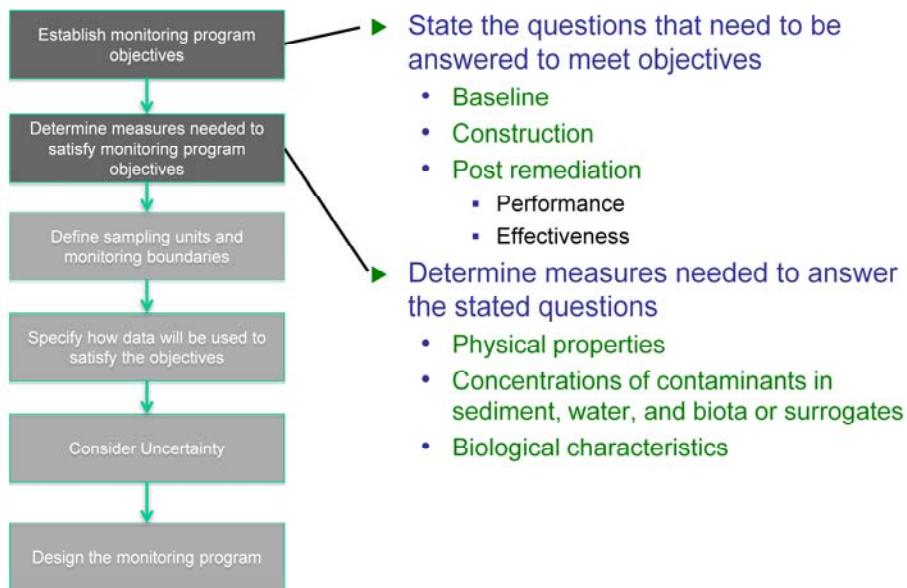 Establish monitoring program
objectives
Determine measures needed to
satisfy monitoring program
objectives
Define sampling units and
monitoring boundaries
Specify how data will be used to
satisfy the objectives
Consider Uncertainty
Design the monitoring program
State the questions that need to be
answered to meet objectives
Baseline
Construction
Post remediation
Performance
Effectiveness
Determine measures needed to answer
the stated questions
Physical properties
Concentrations of contaminants in
sediment, water, and biota or surrogates
Biological characteristics